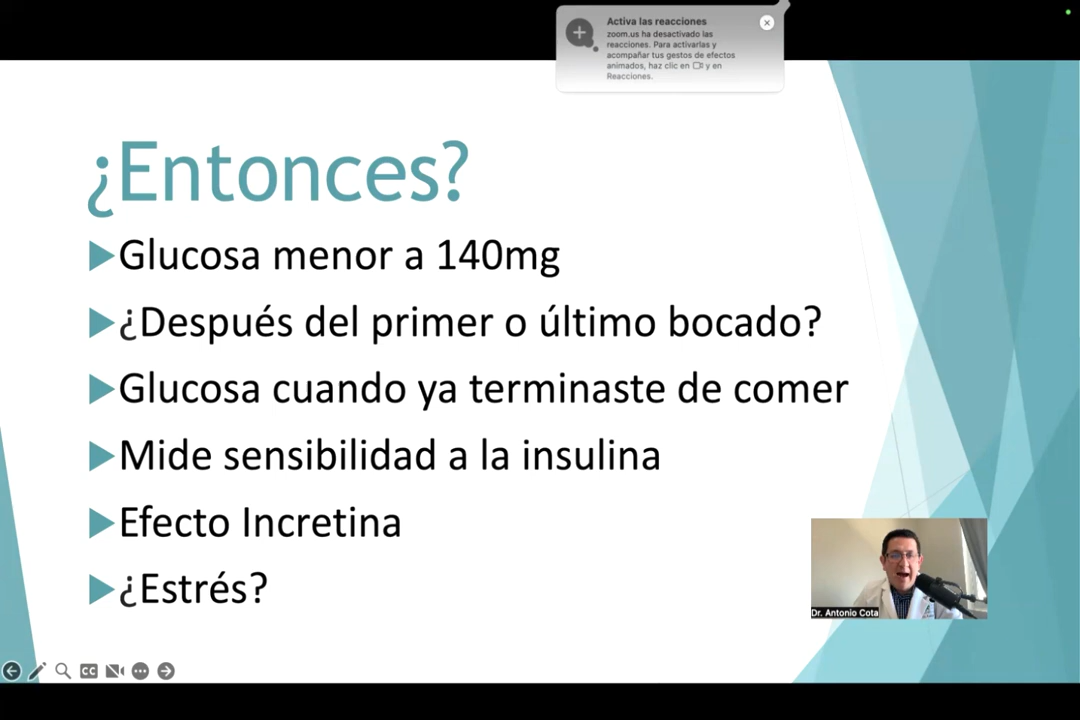 Activa las reacciones
zoom.us ha desactivado las
reacciones. Para activarlas y
acompañar tus gestos de efectos
animados, haz clic en y en
Reacciones.
¿Entonces?
Glucosa menor a 140mg
¿Después del primer o último bocado?
Glucosa cuando ya terminaste de comer
Mide sensibilidad a la insulina
Efecto Incretina
¿Estrés?
Dr. Antonio Cota
CC